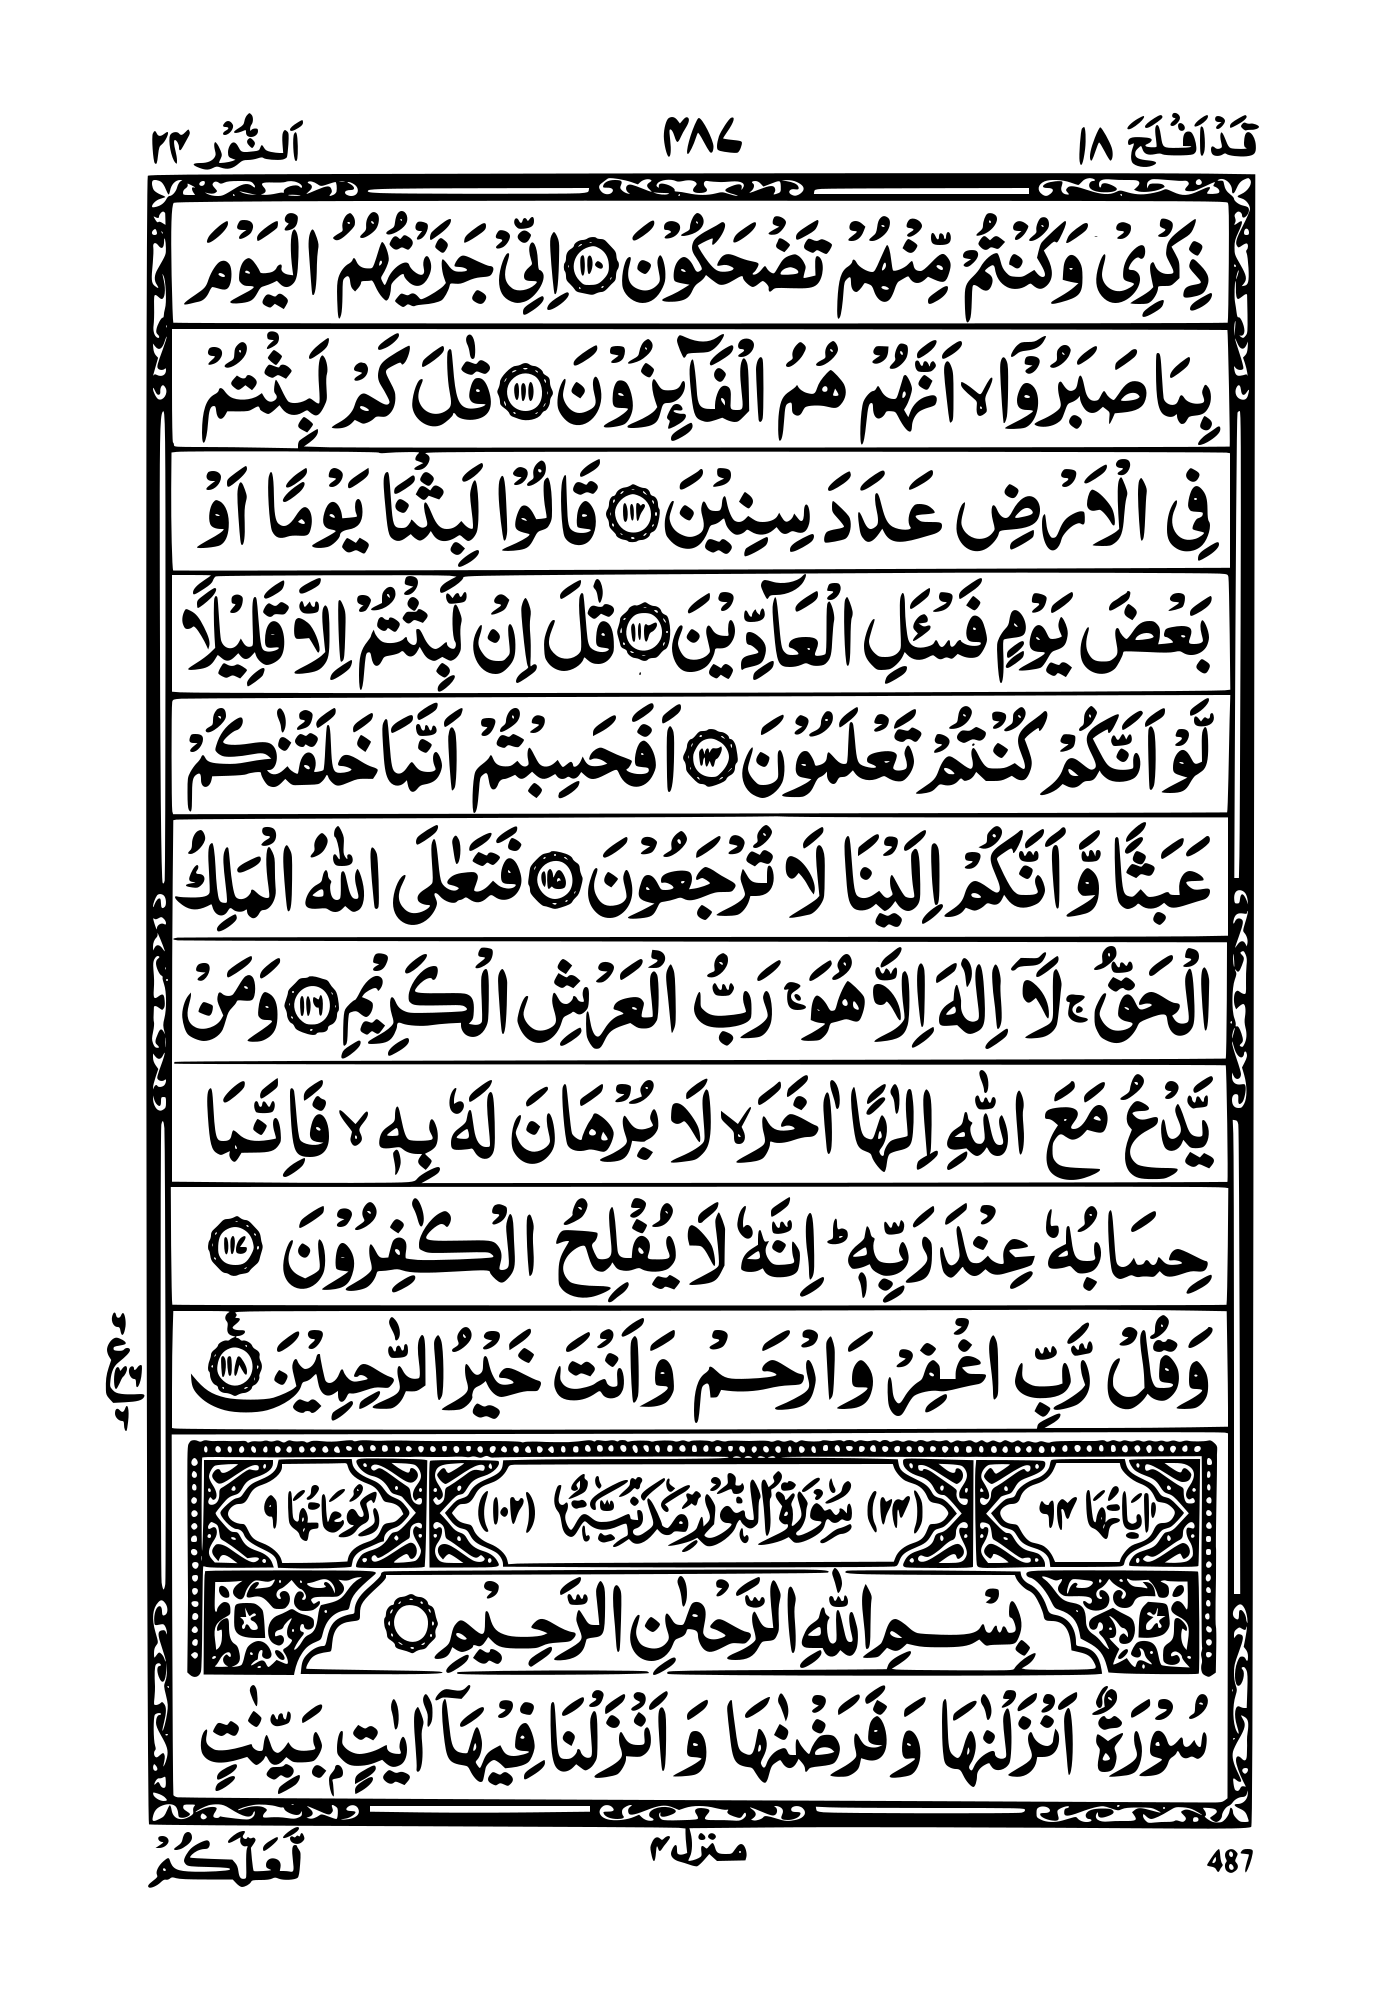 قَدْ اَفْلَحَ ١٨
٤٨٧
اَلنُّوْر ٢٤
ذِكْرِىْ وَكُنْتُمْ مِّنْهُمْ تَضْحَكُوْنَ ﴿١١٠﴾ اِنِّىْ جَزَيْتُهُمُ الْيَوْمَ
بِمَا صَبَرُوْۤا ۙ اَنَّهُمْ هُمُ الْفَآئِزُوْنَ ﴿١١١﴾ قٰلَ كَمْ لَبِثْتُمْ
فِى الْاَرْضِ عَدَدَ سِنِيْنَ ﴿١١٢﴾ قَالُوْا لَبِثْنَا يَوْمًا اَوْ
بَعْضَ يَوْمٍ فَسْـَٔلِ الْعَآدِّيْنَ ﴿١١٣﴾ قٰلَ اِنْ لَّبِثْتُمْ اِلَّا قَلِيْلًا
لَّوْ اَنَّكُمْ كُنْتُمْ تَعْلَمُوْنَ ﴿١١٤﴾ اَفَحَسِبْتُمْ اَنَّمَا خَلَقْنٰكُمْ
عَبَثًا وَّ اَنَّكُمْ اِلَيْنَا لَا تُرْجَعُوْنَ ﴿١١٥﴾ فَتَعٰلَى اللّٰهُ الْمَلِكُ
الْحَقُّ ۚ لَاۤ اِلٰهَ اِلَّا هُوَ ۚ رَبُّ الْعَرْشِ الْكَرِيْمِ ﴿١١٦﴾ وَمَنْ
يَّدْعُ مَعَ اللّٰهِ اِلٰهًا اٰخَرَ ۙ لَا بُرْهَانَ لَهٗ بِهٖ ۙ فَاِنَّمَا
حِسَابُهٗ عِنْدَ رَبِّهٖ ؕ اِنَّهٗ لَا يُفْلِحُ الْكٰفِرُوْنَ ﴿١١٧﴾
وَقُلْ رَّبِّ اغْفِرْ وَارْحَمْ وَاَنْتَ خَيْرُ الرّٰحِمِيْنَ ﴿١١٨﴾ ع
٦ ع ٢٦ ٦
اٰيَاتُهَا ٦٤ (٢٤) سُوْرَةُ النُّوْرِ مَدَنِيَّةٌ (١٠٢) رُكُوْعَاتُهَا ٩
بِسْمِ اللّٰهِ الرَّحْمٰنِ الرَّحِيْمِ
سُوْرَةٌ اَنْزَلْنٰهَا وَفَرَضْنٰهَا وَاَنْزَلْنَا فِيْهَاۤ اٰيٰتٍۭ بَيِّنٰتٍ
لَّعَلَّكُمْ
منزل ٤
487